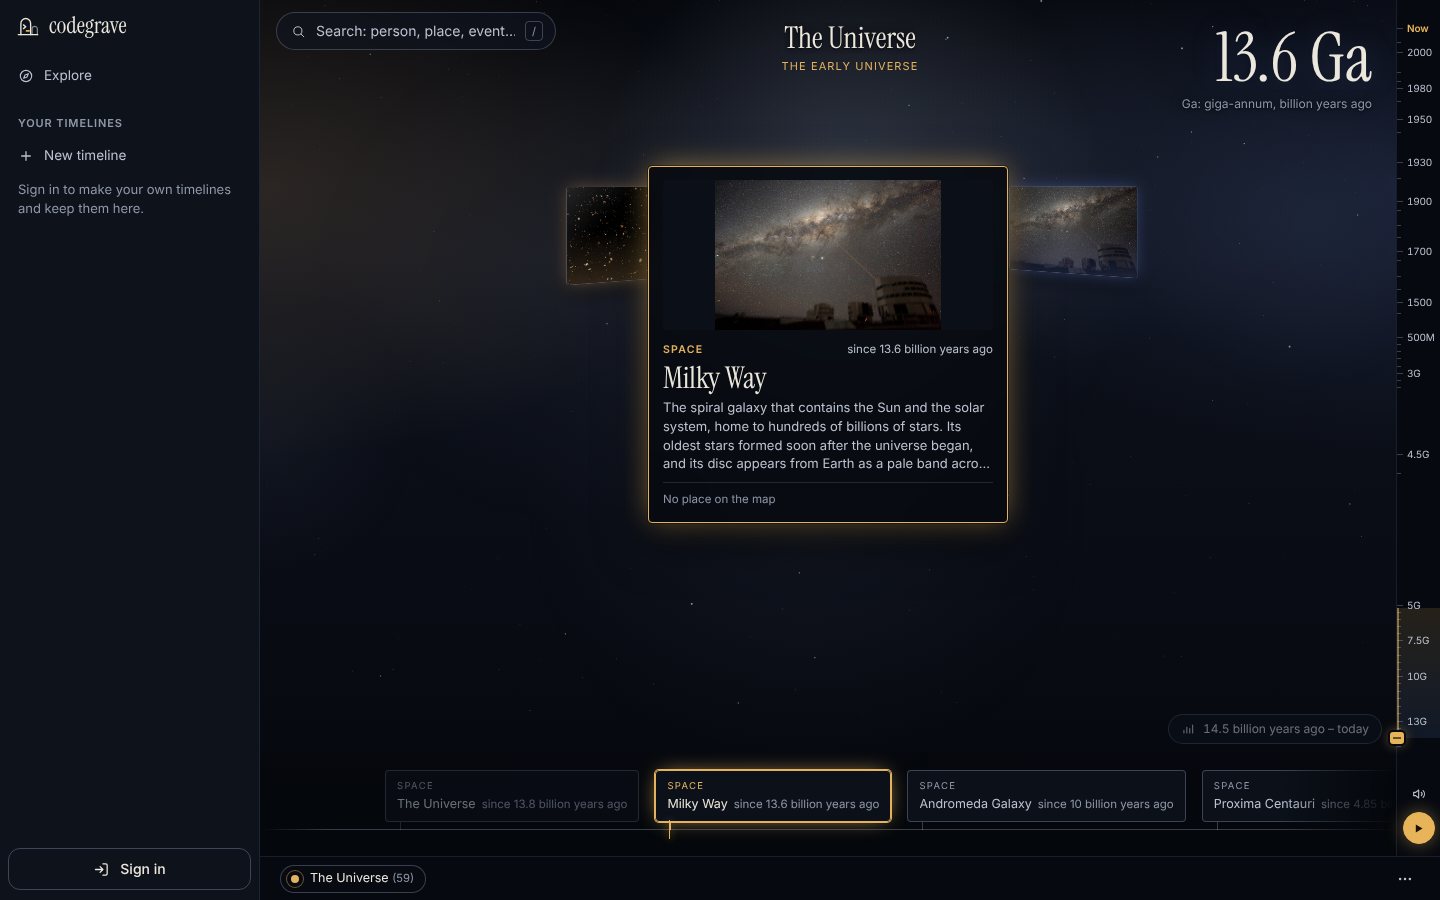 codegrave
Explore
YOUR TIMELINES
New timeline
Sign in to make your own timelines
and keep them here.
Sign in
Search: person, place, event...
/
The Universe
THE EARLY UNIVERSE
13.6 Ga
Ga: giga-annum, billion years ago
SPACE
since 13.6 billion years ago
Milky Way
The spiral galaxy that contains the Sun and the solar
system, home to hundreds of billions of stars. Its
oldest stars formed soon after the universe began,
and its disc appears from Earth as a pale band acro...
No place on the map
14.5 billion years ago – today
SPACE
The Universe since 13.8 billion years ago
SPACE
Milky Way since 13.6 billion years ago
SPACE
Andromeda Galaxy since 10 billion years ago
SPACE
Proxima Centauri since 4.85
The Universe (59)
Now
2000
1980
1950
1930
1900
1700
1500
500M
3G
4.5G
5G
7.5G
10G
13G